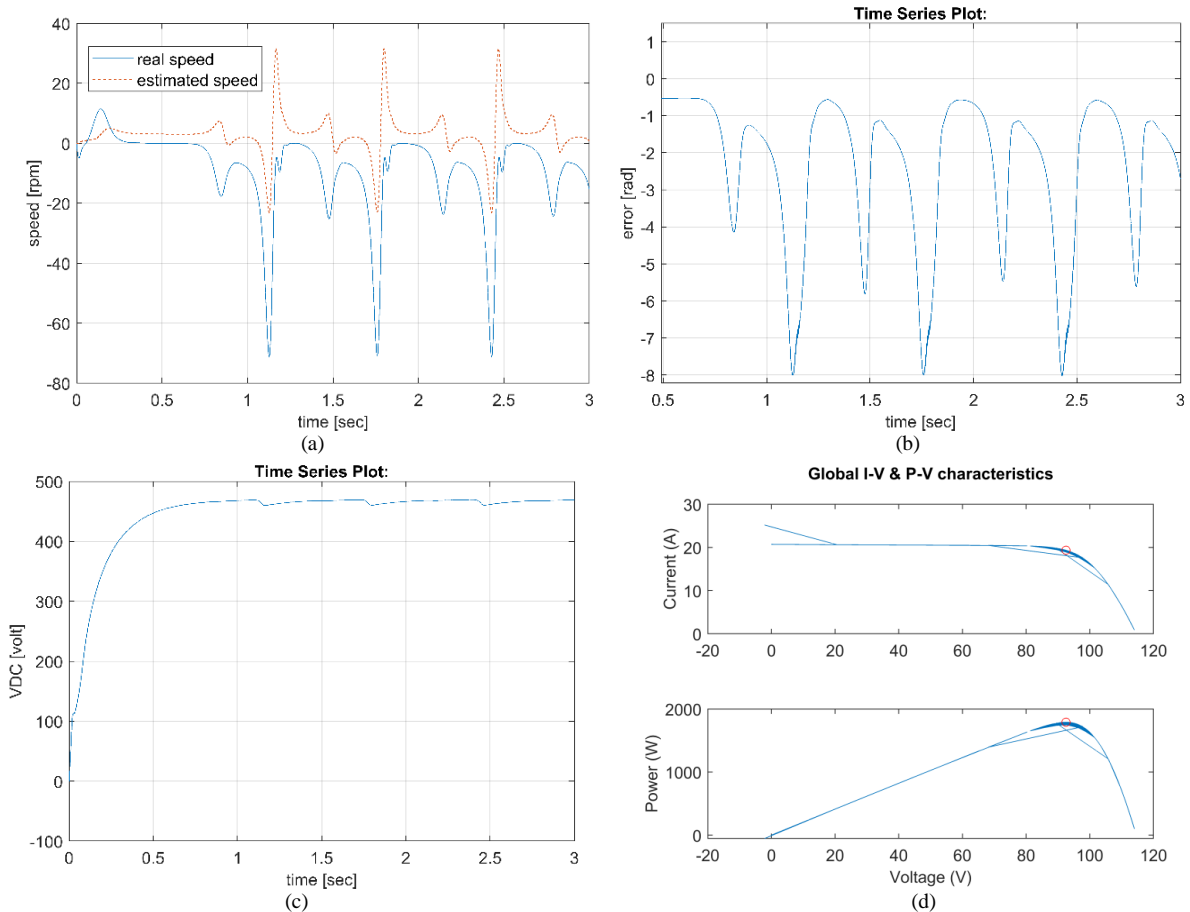 40
20
0
-20
-40
-60
-80
speed [rpm]
real speed
estimated speed
0 0.5 1 1.5 2 2.5 3
time [sec]
(a)
Time Series Plot:
1
0
-1
-2
-3
-4
-5
-6
-7
-8
error [rad]
0.5 1 1.5 2 2.5 3
time [sec]
(b)
Time Series Plot:
500
400
300
200
100
0
-100
VDC [volt]
0 0.5 1 1.5 2 2.5 3
time [sec]
(c)
Global I-V & P-V characteristics
30
20
10
0
Current (A)
-20 0 20 40 60 80 100 120
2000
1000
0
Power (W)
-20 0 20 40 60 80 100 120
Voltage (V)
(d)